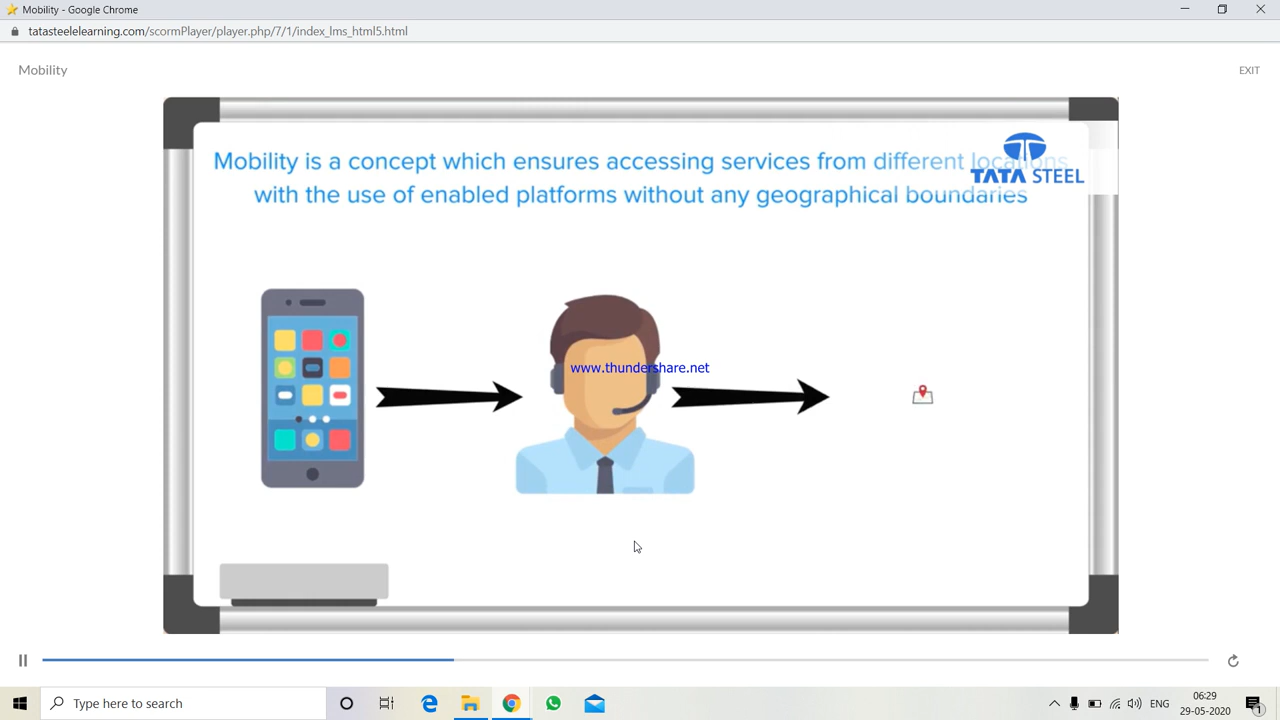 Mobility - Google Chrome
tatasteelelearning.com/scormPlayer/player.php/7/1/index_lms_html5.html
Mobility
EXIT
Mobility is a concept which ensures accessing services from different locations
with the use of enabled platforms without any geographical boundaries
TATA STEEL
www.thundershare.net
Type here to search
ENG
06:29
29-05-2020
1